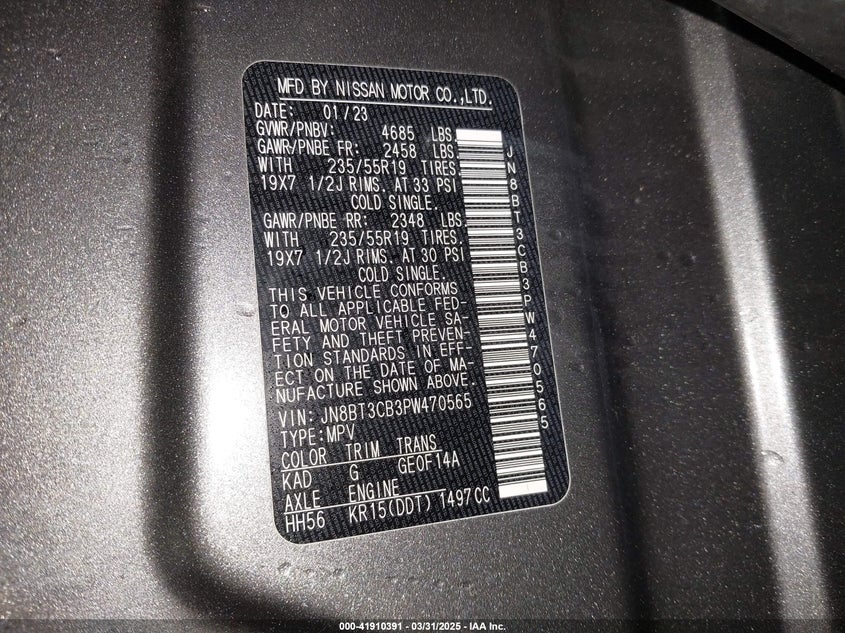 MFD BY NISSAN MOTOR CO.,LTD.
DATE: 01/23
GVWR/PNBV: 4685 LBS
GAWR/PNBE FR: 2458 LBS.
WITH 235/55R19 TIRES.
19X7 1/2J RIMS. AT 33 PSI
COLD SINGLE.
GAWR/PNBE RR: 2348 LBS.
WITH 235/55R19 TIRES.
19X7 1/2J RIMS. AT 30 PSI
COLD SINGLE.
THIS VEHICLE CONFORMS
TO ALL APPLICABLE FED-
ERAL MOTOR VEHICLE SA-
FETY AND THEFT PREVEN-
TION STANDARDS IN EFF-
ECT ON THE DATE OF MA-
NUFACTURE SHOWN ABOVE.
VIN: JN8BT3CB3PW470565
TYPE:MPV
COLOR TRIM TRANS
KAD G GE0F14A
AXLE ENGINE
HH56 KR15(DDT) 1497CC
JN8BT3CB3PW470565
000-41910391 - 03/31/2025 - IAA Inc.